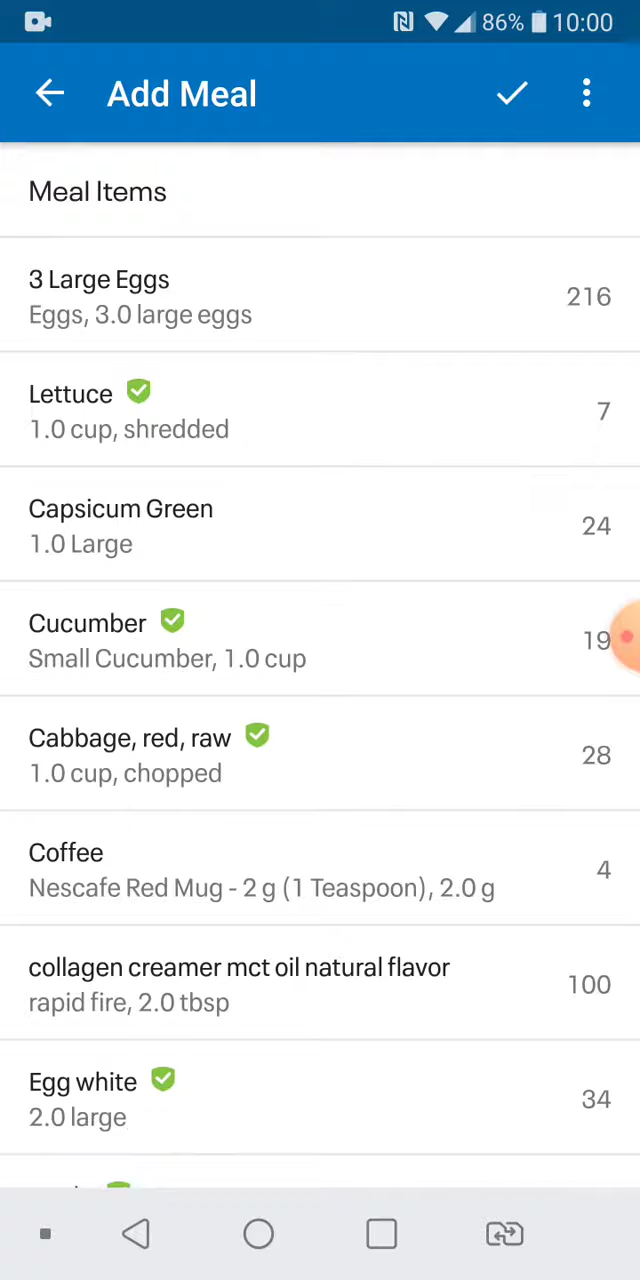 86% 10:00
Add Meal
Meal Items
3 Large Eggs
Eggs, 3.0 large eggs
216
Lettuce
1.0 cup, shredded
7
Capsicum Green
1.0 Large
24
Cucumber
Small Cucumber, 1.0 cup
19
Cabbage, red, raw
1.0 cup, chopped
28
Coffee
Nescafe Red Mug - 2 g (1 Teaspoon), 2.0 g
4
collagen creamer mct oil natural flavor
rapid fire, 2.0 tbsp
100
Egg white
2.0 large
34